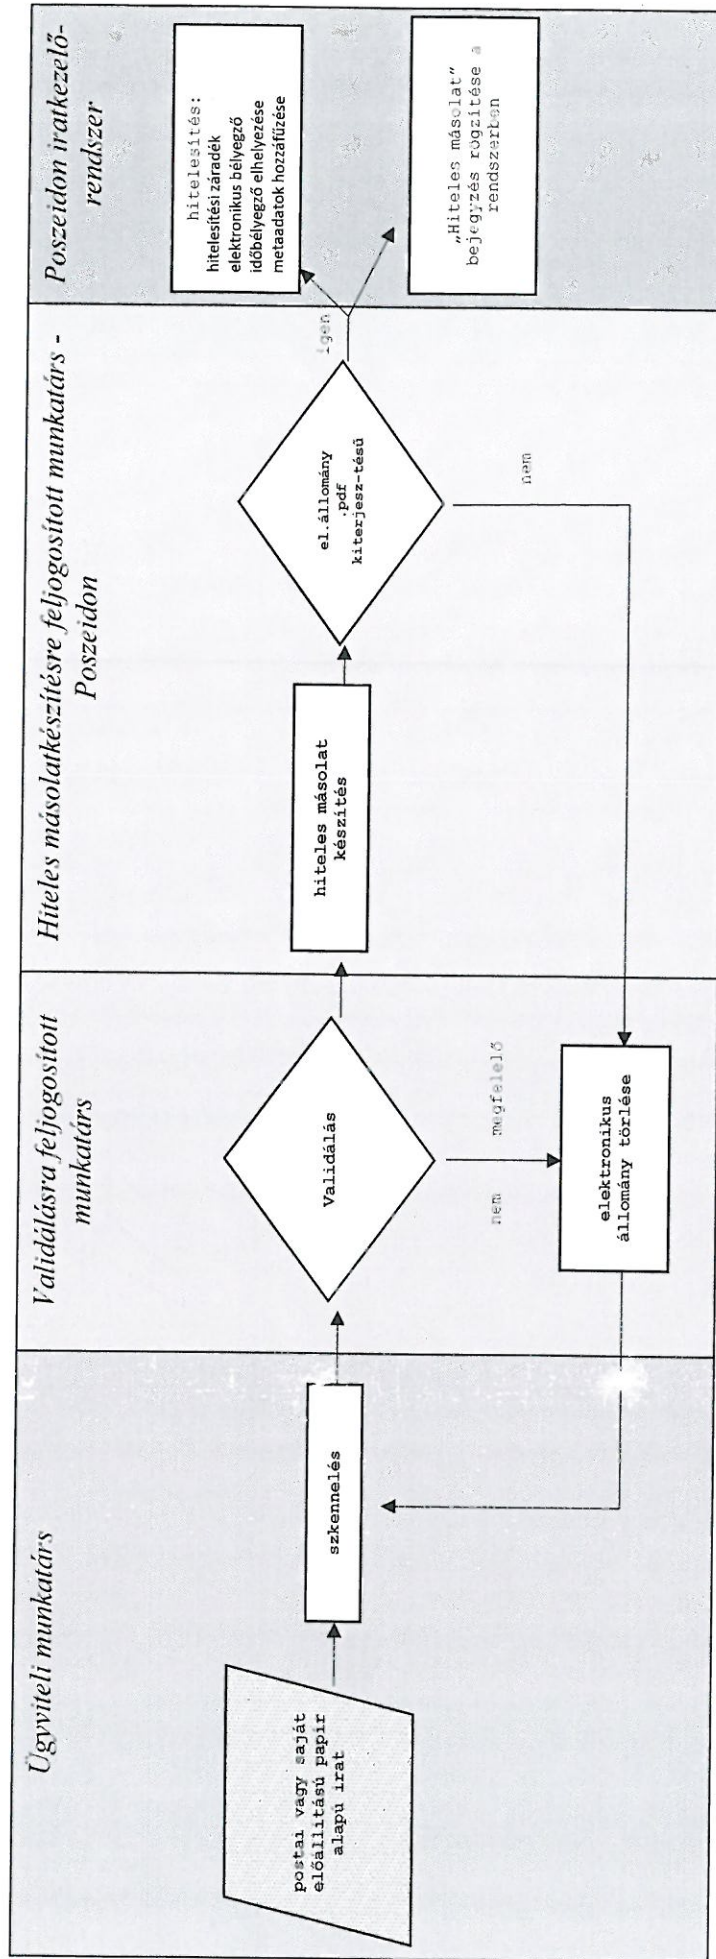 Ügyviteli munkatárs
postai vagy saját
előállítású papír
alapú irat
szkennelés
Validálásra feljogosított
munkatárs
Validálás
nem megfelelő
elektronikus
állomány törlése
Hiteles másolatkészítésre feljogosított munkatárs -
Poszeidon
hiteles másolat
készítés
el.állomány
.pdf
kiterjesz-tésű
igen
nem
Poszeidon iratkezelő-
rendszer
hitelesítés:
hitelesítési záradék
elektronikus bélyegző
időbélyegző elhelyezése
metaadatok hozzáfűzése
„Hiteles másolat”
bejegyzés rögzítése a
rendszerben